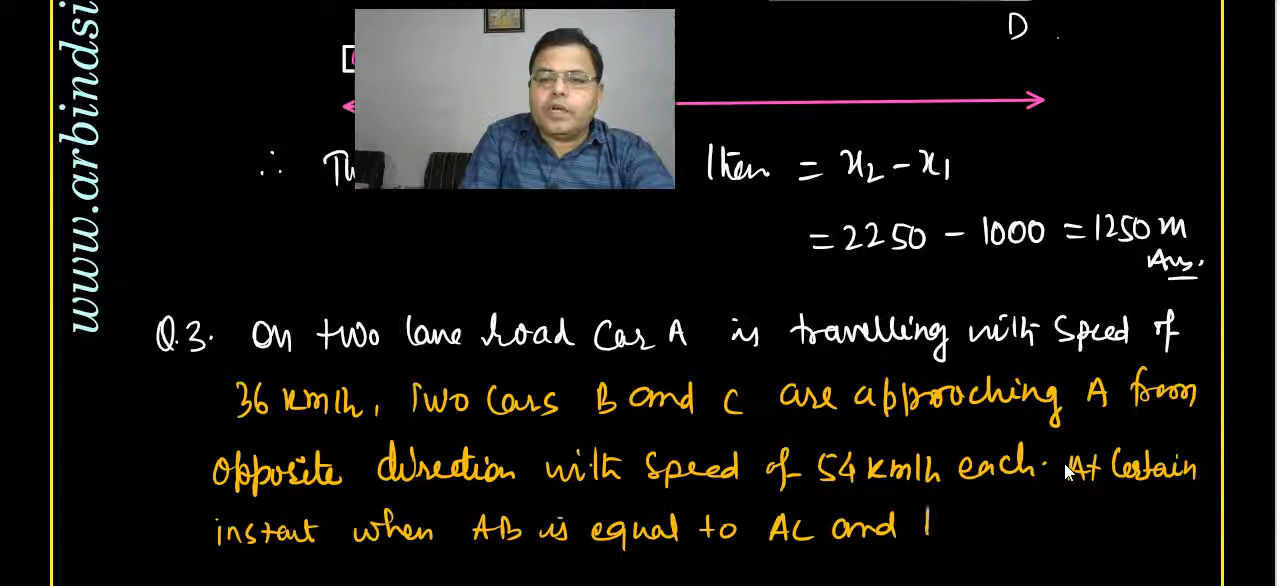 www.arbindsi
D
∴ Th
then = x₂ - x₁
= 2250 - 1000 = 1250 m
Ans.
Q.3. On two lane road Car A is travelling with speed of
36 km/h, Two Cars B and C are approching A from
opposite direction with speed of 54 km/h each. At Certain
instant when AB is equal to AC and